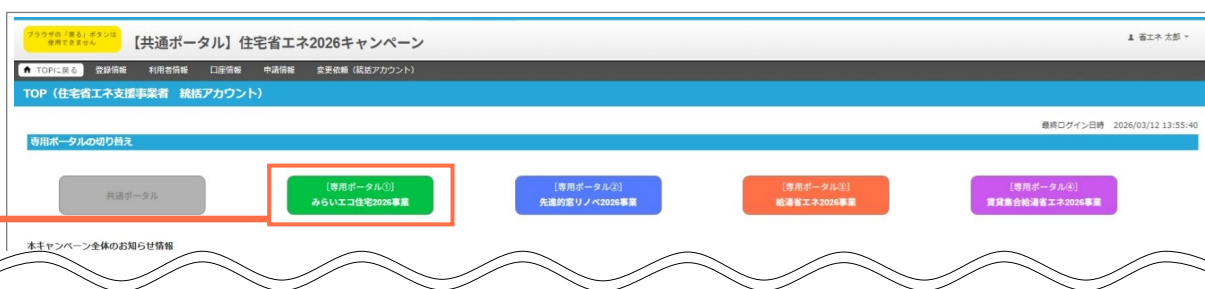 ブラウザの「戻る」ボタンは
使用できません
【共通ポータル】住宅省エネ2026キャンペーン
省エネ 太郎
TOPに戻る 登録情報 利用者情報 口座情報 申請情報 変更依頼（統括アカウント）
TOP（住宅省エネ支援事業者 統括アカウント）
最終ログイン日時 2026/03/12 13:55:40
専用ポータルの切り替え
共通ポータル
［専用ポータル①］
みらいエコ住宅2026事業
［専用ポータル②］
先進的窓リノベ2026事業
［専用ポータル③］
給湯省エネ2026事業
［専用ポータル④］
賃貸集合給湯省エネ2026事業
本キャンペーン全体のお知らせ情報